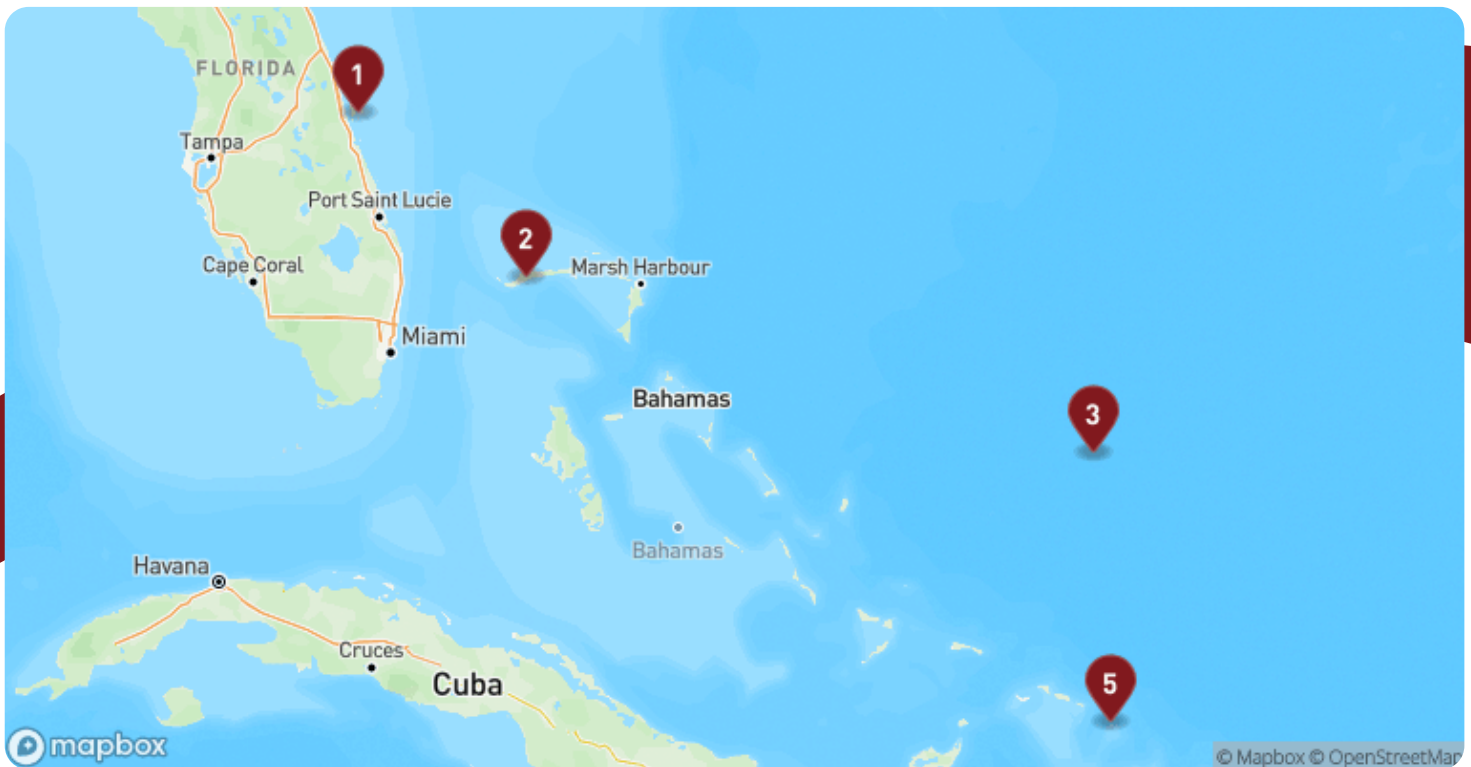 FLORIDA
1
Tampa
Port Saint Lucie
2
Cape Coral
Marsh Harbour
Miami
Bahamas
3
Bahamas
Havana
Cruces
Cuba
5
mapbox
© Mapbox © OpenStreetMap